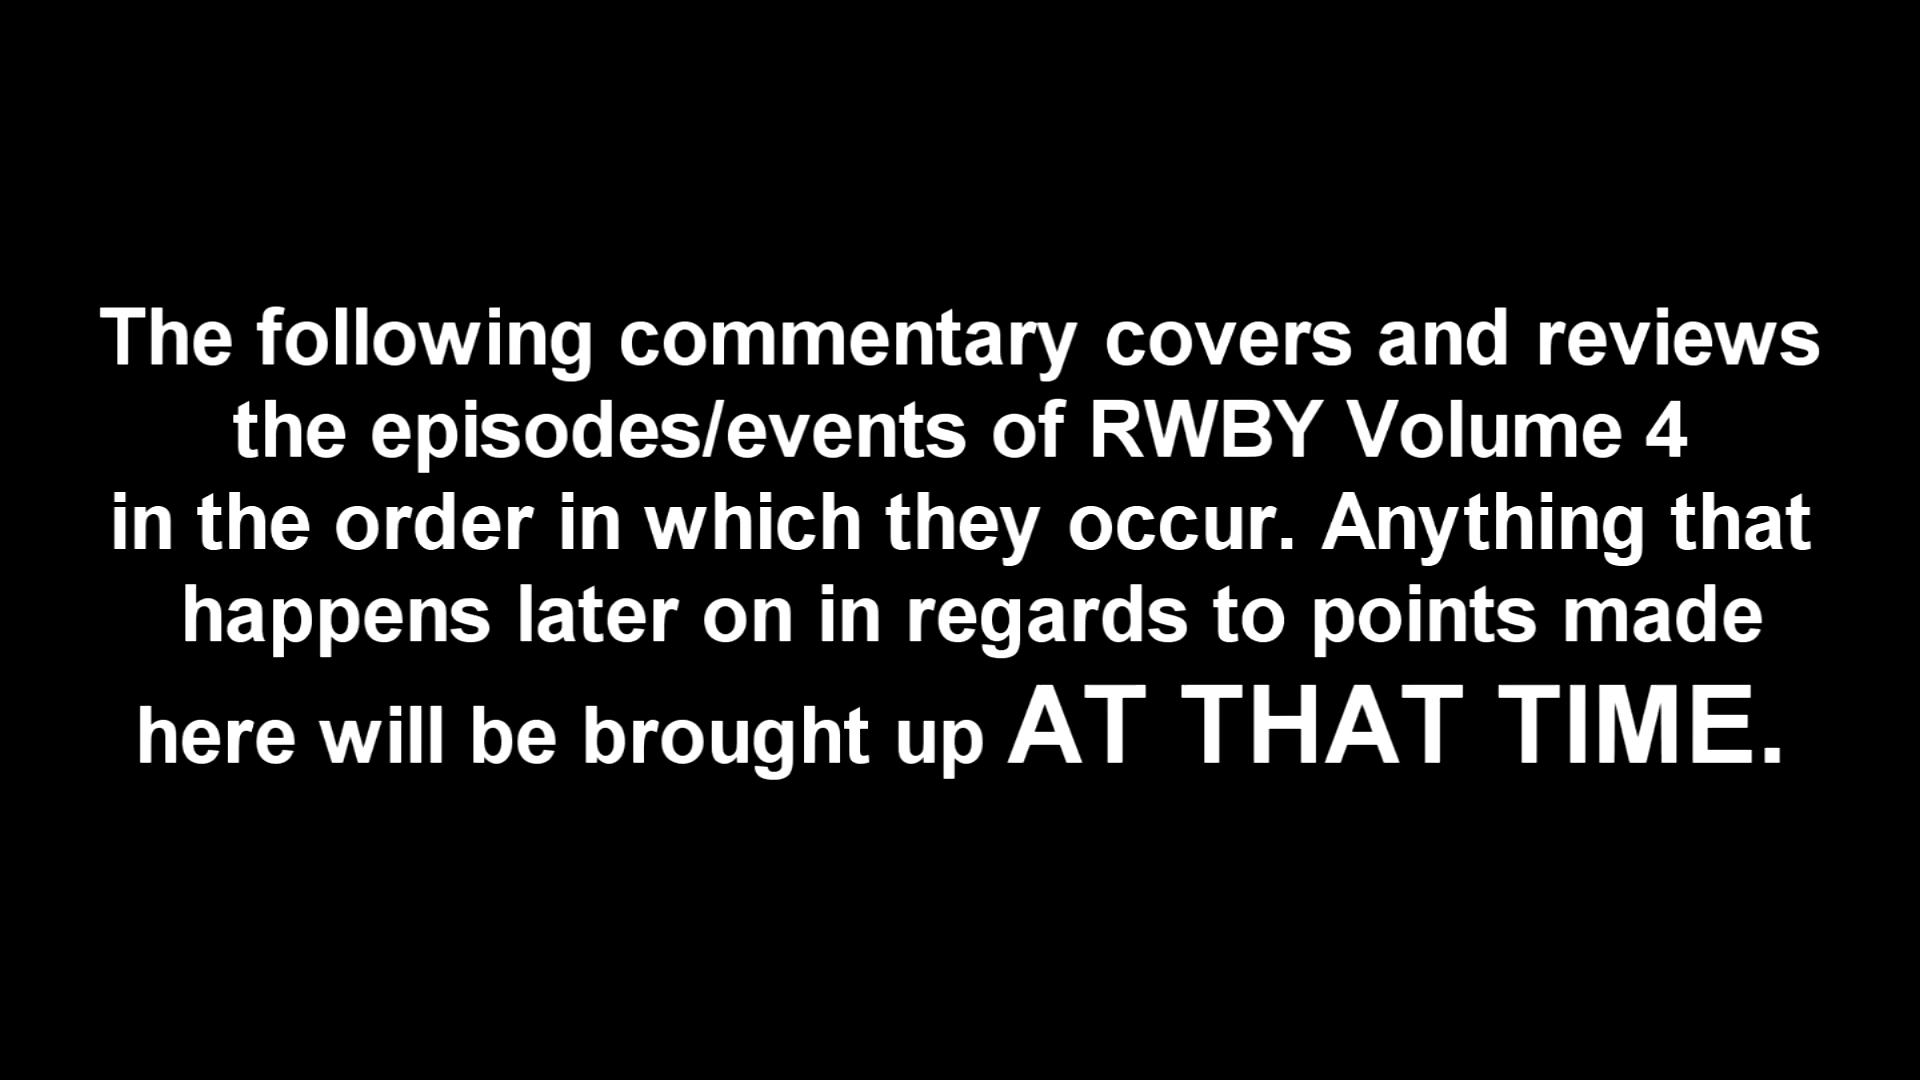 The following commentary covers and reviews
the episodes/events of RWBY Volume 4
in the order in which they occur. Anything that
happens later on in regards to points made
here will be brought up AT THAT TIME.